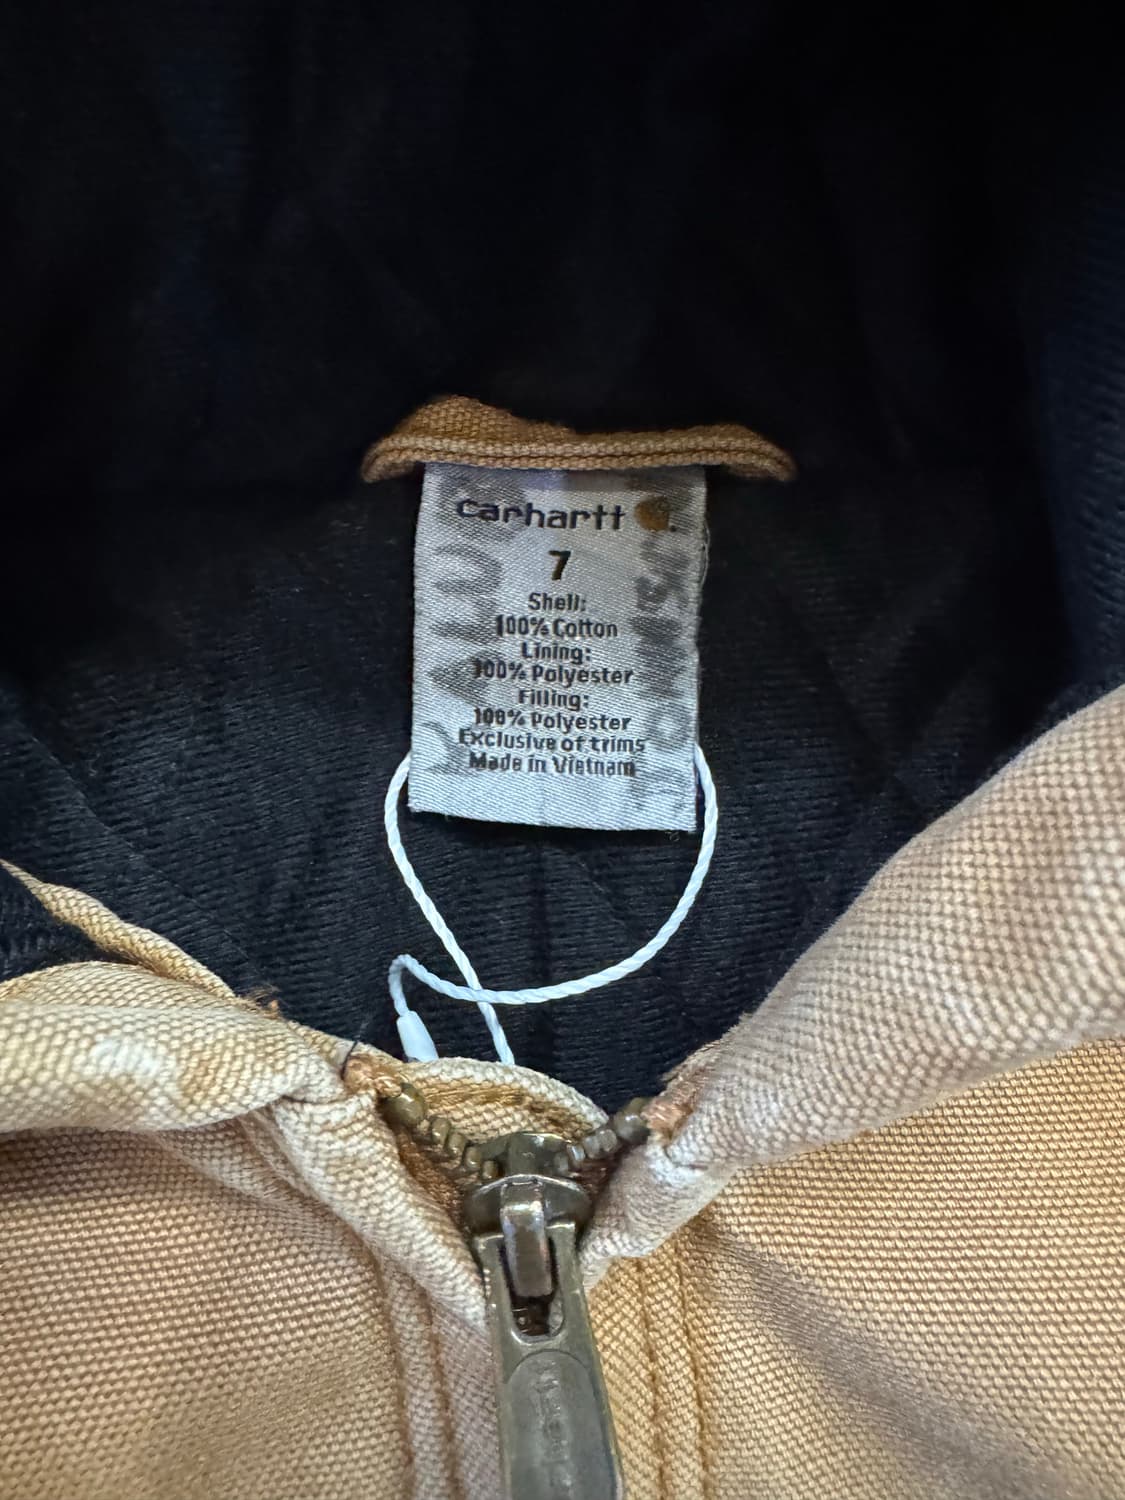 carhartt
7
Shell:
100% Cotton
Lining:
100% Polyester
Filling:
100% Polyester
Exclusive of trims
Made in Vietnam